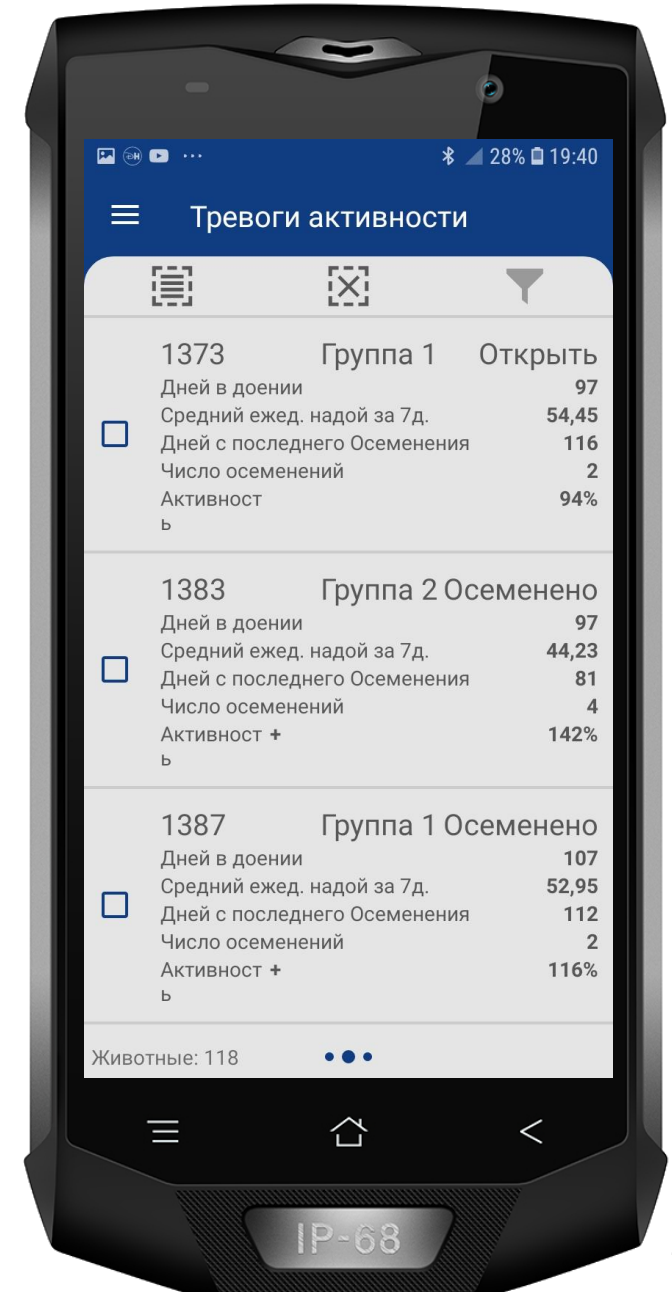 28% 19:40
Тревоги активности
1373 Группа 1 Открыть
Дней в доении 97
Средний ежед. надой за 7д. 54,45
Дней с последнего Осеменения 116
Число осеменений 2
Активност 94%
ь
1383 Группа 2 Осеменено
Дней в доении 97
Средний ежед. надой за 7д. 44,23
Дней с последнего Осеменения 81
Число осеменений 4
Активност + 142%
ь
1387 Группа 1 Осеменено
Дней в доении 107
Средний ежед. надой за 7д. 52,95
Дней с последнего Осеменения 112
Число осеменений 2
Активност + 116%
ь
Животные: 118
IP-68